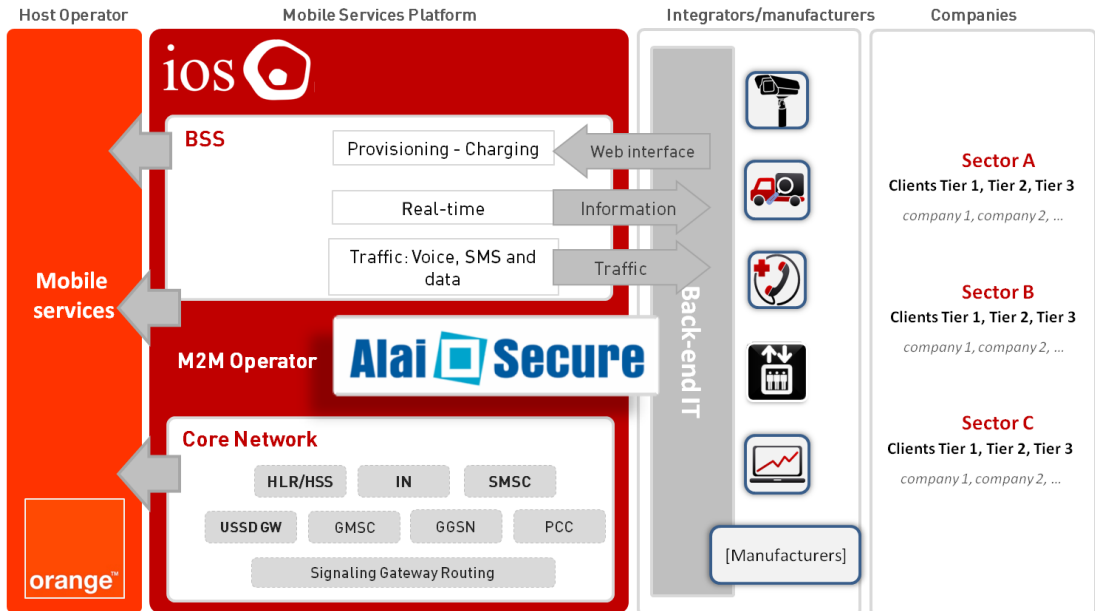 Host Operator
Mobile Services Platform
Integrators/manufacturers
Companies
ios
BSS
Provisioning - Charging
Web interface
Real-time
Information
Traffic: Voice, SMS and
data
Traffic
Mobile
services
M2M Operator
Alai Secure
Back-end IT
Core Network
HLR/HSS
IN
SMSC
USSDGW
GMSC
GGSN
PCC
Signaling Gateway Routing
orange™
[Manufacturers]
Sector A
Clients Tier 1, Tier 2, Tier 3
company 1, company 2, ...
Sector B
Clients Tier 1, Tier 2, Tier 3
company 1, company 2, ...
Sector C
Clients Tier 1, Tier 2, Tier 3
company 1, company 2, ...